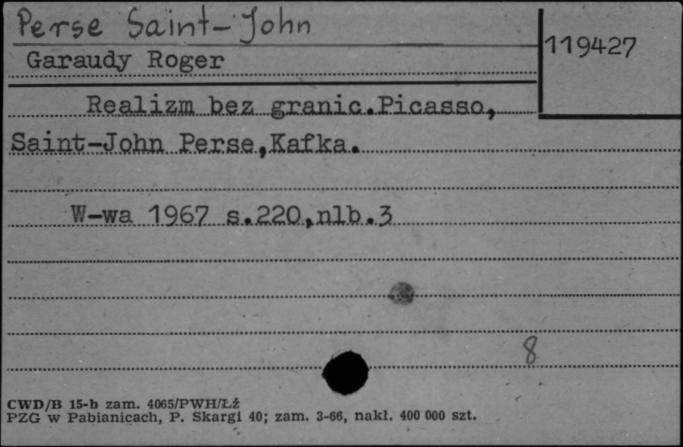 Perse Saint-John
119427
Garaudy Roger
Realizm bez granic.Picasso,
Saint-John Perse,Kafka.
W-wa 1967 s.220,nlb.3
8
CWD/B 15-b zam. 4065/PWH/Łź
PZG w Pabianicach, P. Skargi 40; zam. 3-66, nakł. 400 000 szt.